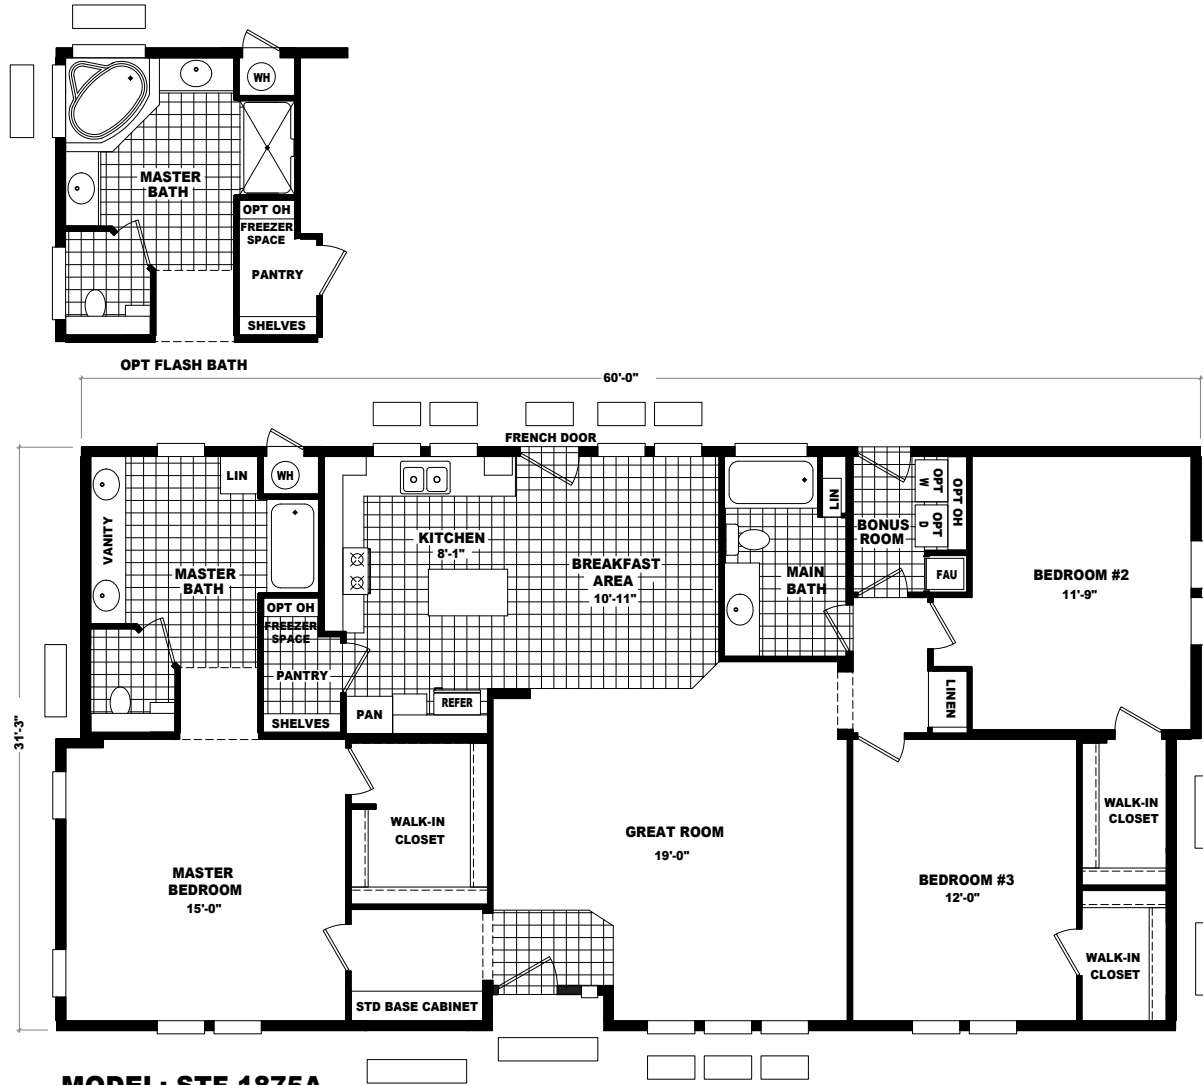 WH
MASTER
BATH
OPT OH
FREEZER
SPACE
PANTRY
SHELVES
OPT FLASH BATH
60'-0"
FRENCH DOOR
LIN
WH
VANITY
MASTER
BATH
OPT OH
FREEZER
SPACE
PANTRY
SHELVES
KITCHEN
8'-1"
BREAKFAST
AREA
10'-11"
PAN
REFER
LIN
MAIN
BATH
BONUS
ROOM
OPT
W
OPT
D
OPT OH
FAU
BEDROOM #2
11'-9"
LINEN
31'-3"
MASTER
BEDROOM
15'-0"
WALK-IN
CLOSET
GREAT ROOM
19'-0"
BEDROOM #3
12'-0"
WALK-IN
CLOSET
WALK-IN
CLOSET
STD BASE CABINET
MODEL: STE 1875A